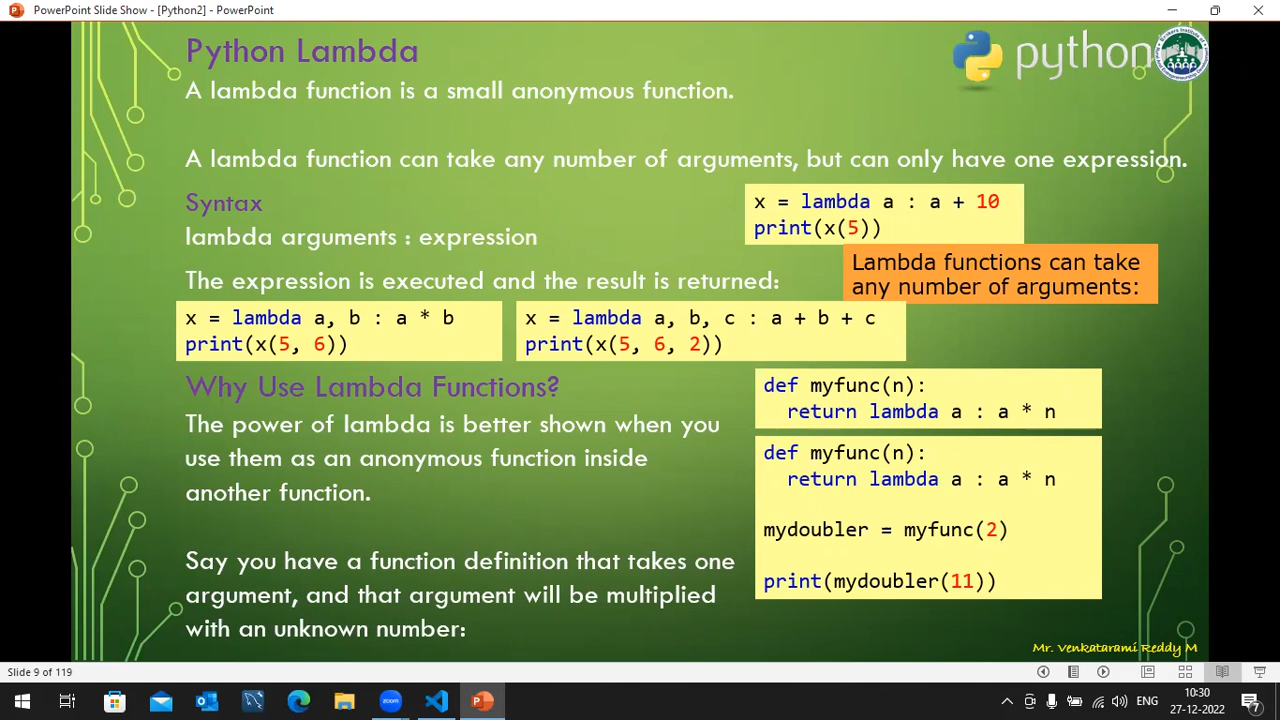 PowerPoint Slide Show - [Python2] - PowerPoint
Python Lambda
python
A lambda function is a small anonymous function.
A lambda function can take any number of arguments, but can only have one expression.
Syntax
lambda arguments : expression
x = lambda a : a + 10
print(x(5))
Lambda functions can take
any number of arguments:
The expression is executed and the result is returned:
x = lambda a, b : a * b
print(x(5, 6))
x = lambda a, b, c : a + b + c
print(x(5, 6, 2))
Why Use Lambda Functions?
The power of lambda is better shown when you
use them as an anonymous function inside
another function.
Say you have a function definition that takes one
argument, and that argument will be multiplied
with an unknown number:
def myfunc(n):
return lambda a : a * n
def myfunc(n):
return lambda a : a * n
mydoubler = myfunc(2)
print(mydoubler(11))
Mr. Venkatarami Reddy M
Slide 9 of 119
zoom
ENG
10:30
27-12-2022
7